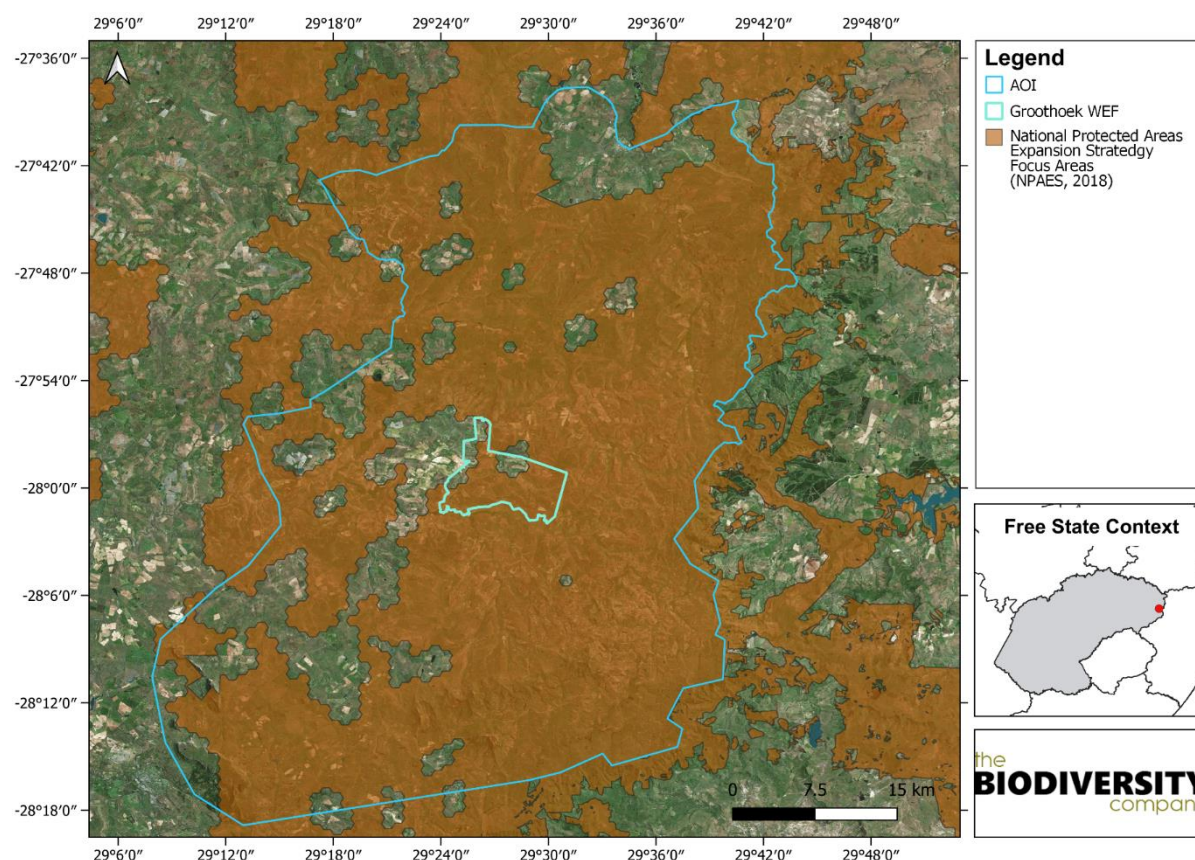 29°6′0″ 29°12′0″ 29°18′0″ 29°24′0″ 29°30′0″ 29°36′0″ 29°42′0″ 29°48′0″
-27°36′0″
-27°42′0″
-27°48′0″
-27°54′0″
-28°0′0″
-28°6′0″
-28°12′0″
-28°18′0″
0 7.5 15 km
29°6′0″ 29°12′0″ 29°18′0″ 29°24′0″ 29°30′0″ 29°36′0″ 29°42′0″ 29°48′0″
Legend
AOI
Groothoek WEF
National Protected Areas
Expansion Stratedgy
Focus Areas
(NPAES, 2018)
Free State Context
the
BIODIVERSITY
company